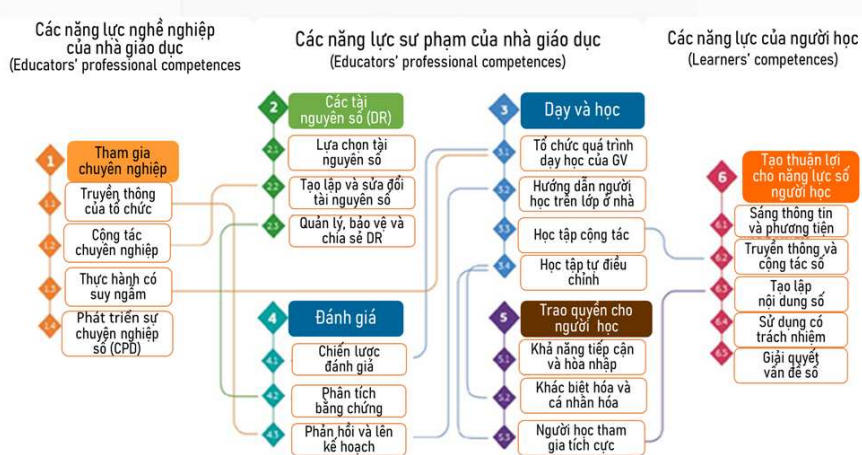 Các năng lực nghề nghiệp
của nhà giáo dục
(Educators' professional competences
Các năng lực sư phạm của nhà giáo dục
(Educators' professional competences)
Các năng lực của người học
(Learners' competences)
1
Tham gia
chuyên nghiệp
1.1
Truyền thông
của tổ chức
1.2
Cộng tác
chuyên nghiệp
1.3
Thực hành có
suy ngẫm
1.4
Phát triển sự
chuyên nghiệp
số (CPD)
2
Các tài
nguyên số (DR)
2.1
Lựa chọn tài
nguyên số
2.2
Tạo lập và sửa đổi
tài nguyên số
2.3
Quản lý, bảo vệ và
chía sẻ DR
3
Dạy và học
3.1
Tổ chức quá trình
dạy học của GV
3.2
Hướng dẫn người
học trên lớp ở nhà
3.3
Học tập cộng tác
3.4
Học tập tự điều
chỉnh
4
Đánh giá
4.1
Chiến lược
đánh giá
4.2
Phân tích
bằng chứng
4.3
Phản hồi và lên
kế hoạch
5
Trao quyền cho
người học
5.1
Khả năng tiếp cận
và hòa nhập
5.2
Khác biệt hóa và
cá nhân hóa
5.3
Người học tham
gia tích cực
6
Tạo thuận lợi
cho năng lực số
người học
6.1
Sáng thông tin
và phương tiện
6.2
Truyền thông và
cộng tác số
6.3
Tạo lập
nội dung số
6.4
Sử dụng có
trách nhiệm
6.5
Giải quyết
vấn đề số